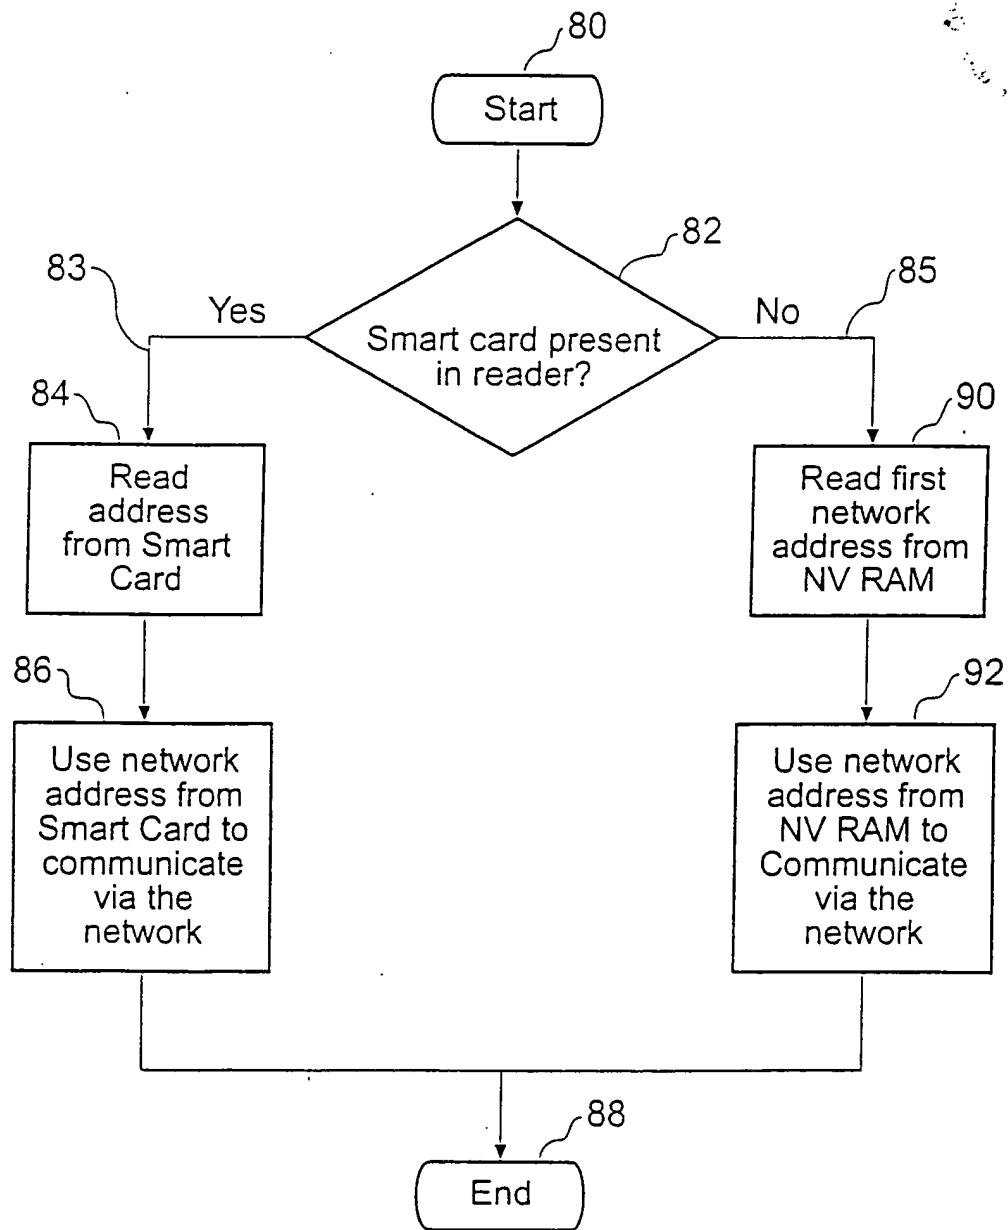 80
Start
82
83
85
Yes
No
Smart card present
in reader?
84
90
Read
address
from Smart
Card
Read first
network
address from
NV RAM
86
92
Use network
address from
Smart Card to
communicate
via the
network
Use network
address from
NV RAM to
Communicate
via the
network
88
End